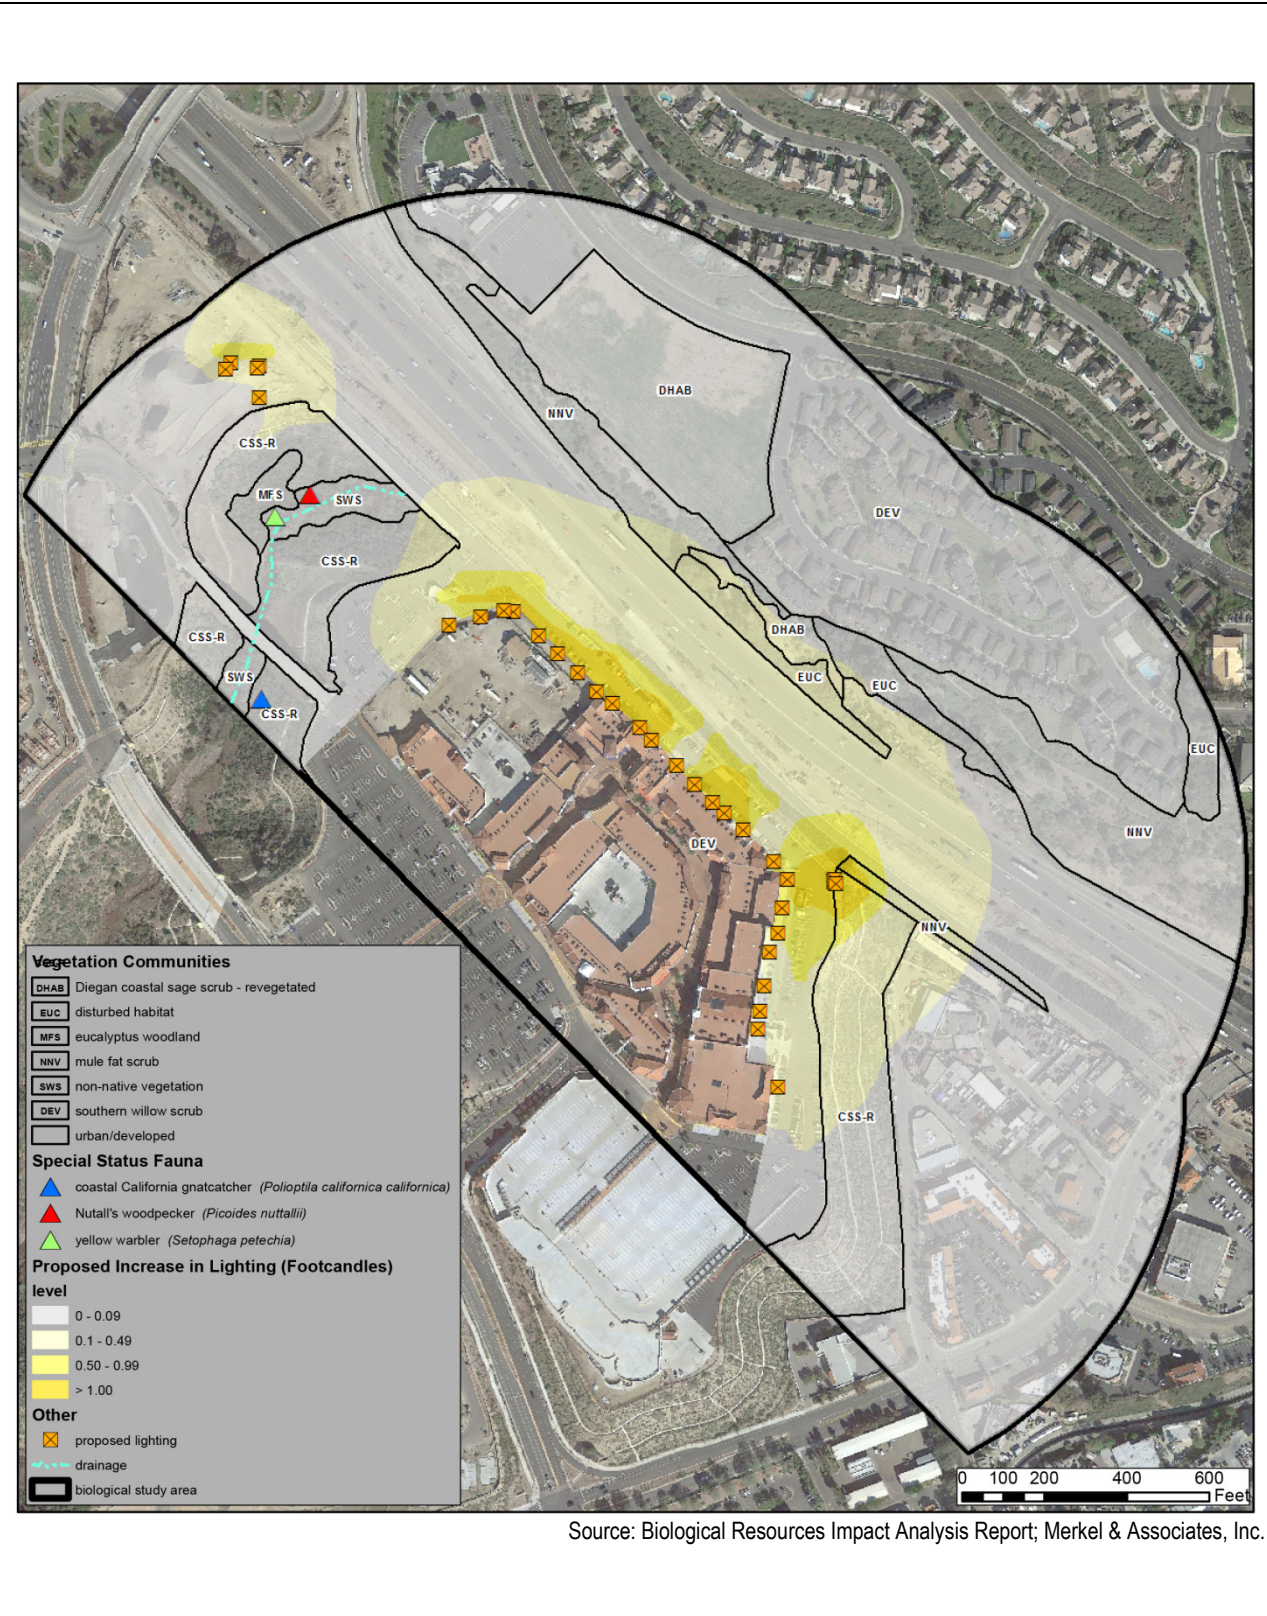 DHAB
NNV
DEV
CSS-R
MFS
SWS
CSS-R
DHAB
CSS-R
EUC
EUC
SWS
CSS-R
EUC
NNV
DEV
NNV
CSS-R
Vegetation Communities
DHAB Diegan coastal sage scrub - revegetated
EUC disturbed habitat
MFS eucalyptus woodland
NNV mule fat scrub
SWS non-native vegetation
DEV southern willow scrub
urban/developed
Special Status Fauna
coastal California gnatcatcher (Polioptila californica californica)
Nutall's woodpecker (Picoides nuttallii)
yellow warbler (Setophaga petechia)
Proposed Increase in Lighting (Footcandles)
level
0 - 0.09
0.1 - 0.49
0.50 - 0.99
> 1.00
Other
proposed lighting
drainage
biological study area
0 100 200 400 600
Feet
Source: Biological Resources Impact Analysis Report; Merkel & Associates, Inc.